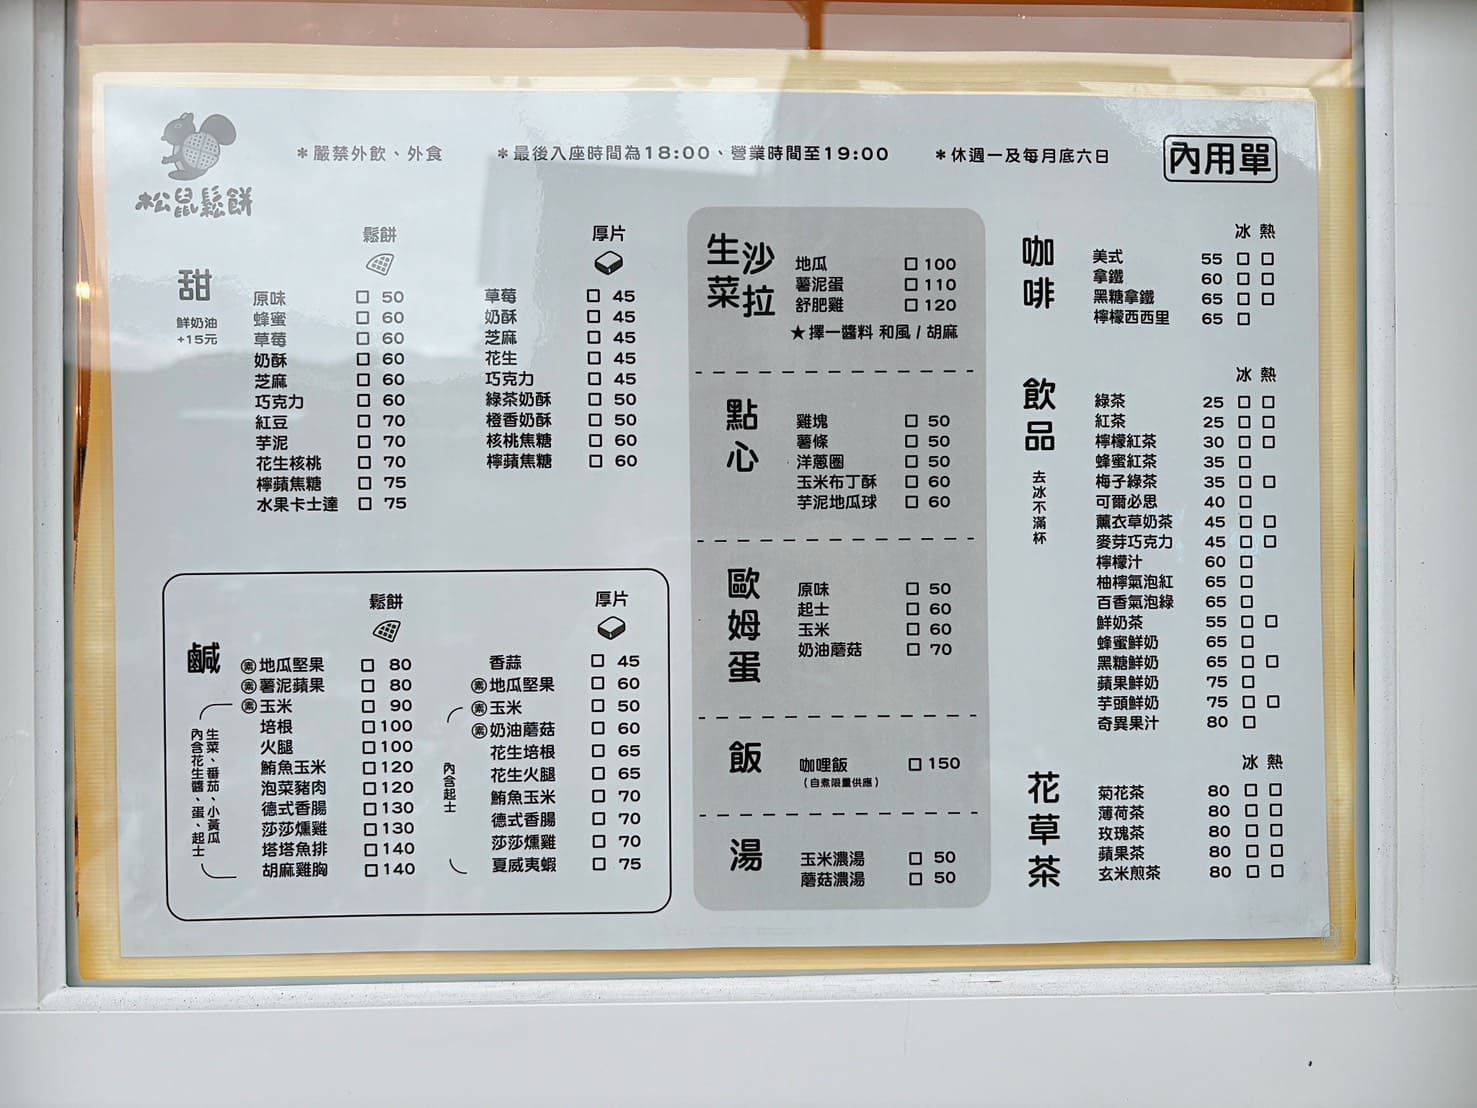 松鼠鬆餅
＊嚴禁外飲、外食
＊最後入座時間為18:00、營業時間至19:00
＊休週一及每月底六日
內用單
甜
鮮奶油
+15元
鬆餅
原味 □ 50
蜂蜜 □ 60
草莓 □ 60
奶酥 □ 60
芝麻 □ 60
巧克力 □ 60
紅豆 □ 70
芋泥 □ 70
花生核桃 □ 70
檸蘋焦糖 □ 75
水果卡士達 □ 75
厚片
草莓 □ 45
奶酥 □ 45
芝麻 □ 45
花生 □ 45
巧克力 □ 45
綠茶奶酥 □ 50
橙香奶酥 □ 50
核桃焦糖 □ 60
檸蘋焦糖 □ 60
鹹
鬆餅
素 地瓜堅果 □ 80
素 薯泥蘋果 □ 80
素 玉米 □ 90
培根 □ 100
火腿 □ 100
鮪魚玉米 □ 120
泡菜豬肉 □ 120
德式香腸 □ 130
莎莎燻雞 □ 130
塔塔魚排 □ 140
胡麻雞胸 □ 140
生菜、番茄、小黃瓜
內含花生醬、蛋、起士
厚片
香蒜 □ 45
素 地瓜堅果 □ 60
素 玉米 □ 50
素 奶油蘑菇 □ 60
花生培根 □ 65
花生火腿 □ 65
鮪魚玉米 □ 70
德式香腸 □ 70
莎莎燻雞 □ 70
夏威夷蝦 □ 75
內含起士
生菜
沙拉
地瓜 □ 100
薯泥蛋 □ 110
舒肥雞 □ 120
★擇一醬料 和風 / 胡麻
點心
雞塊 □ 50
薯條 □ 50
洋蔥圈 □ 50
玉米布丁酥 □ 60
芋泥地瓜球 □ 60
歐姆蛋
原味 □ 50
起士 □ 60
玉米 □ 60
奶油蘑菇 □ 70
飯
咖哩飯 □ 150
（自煮限量供應）
湯
玉米濃湯 □ 50
蘑菇濃湯 □ 50
咖啡
冰 熱
美式 55 □ □
拿鐵 60 □ □
黑糖拿鐵 65 □ □
檸檬西西里 65 □
飲品
去冰不滿杯
冰 熱
綠茶 25 □ □
紅茶 25 □ □
檸檬紅茶 30 □ □
蜂蜜紅茶 35 □
梅子綠茶 35 □ □
可爾必思 40 □
薰衣草奶茶 45 □ □
麥芽巧克力 45 □ □
檸檬汁 60 □
柚檸氣泡紅 65 □
百香氣泡綠 65 □
鮮奶茶 55 □ □
蜂蜜鮮奶 65 □
黑糖鮮奶 65 □ □
蘋果鮮奶 75 □
芋頭鮮奶 75 □ □
奇異果汁 80 □
花草茶
冰 熱
菊花茶 80 □ □
薄荷茶 80 □ □
玫瑰茶 80 □ □
蘋果茶 80 □ □
玄米煎茶 80 □ □